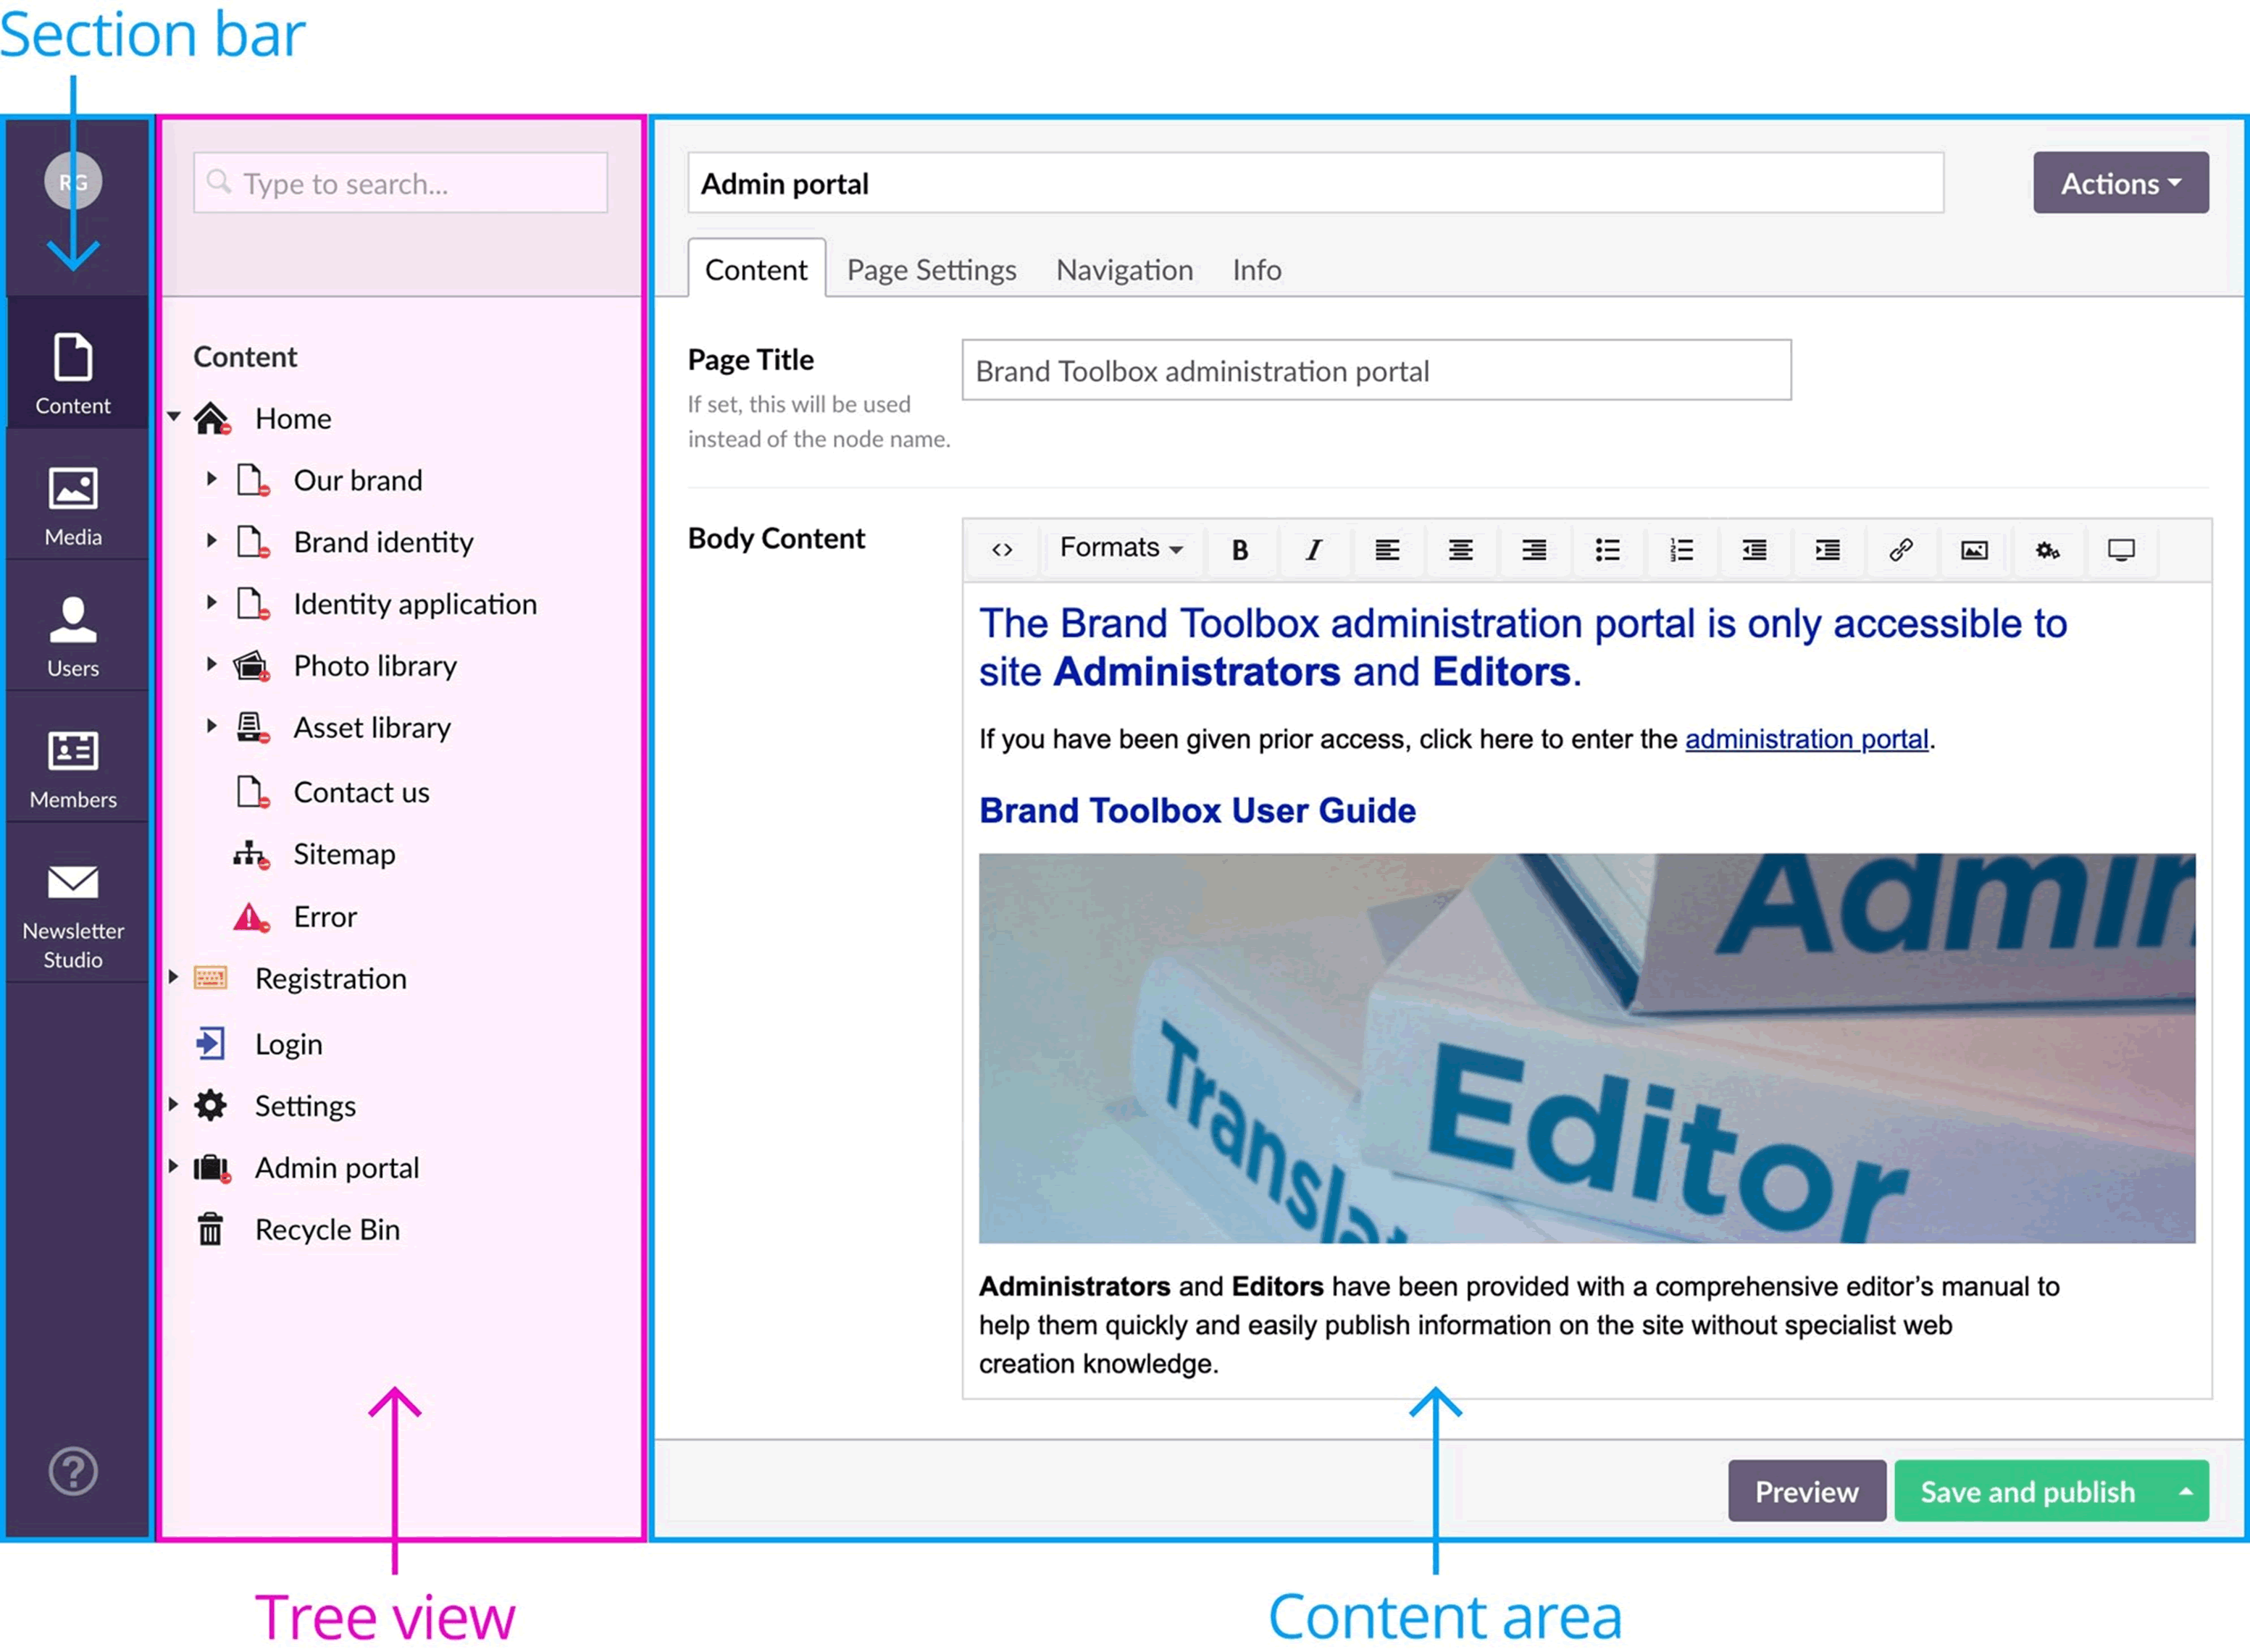 Section bar
RG
Content
Media
Users
Members
Newsletter
Studio
Type to search...
Content
Home
Our brand
Brand identity
Identity application
Photo library
Asset library
Contact us
Sitemap
Error
Registration
Login
Settings
Admin portal
Recycle Bin
Admin portal
Actions
Content Page Settings Navigation Info
Page Title
If set, this will be used
instead of the node name.
Brand Toolbox administration portal
Body Content
Formats B I
The Brand Toolbox administration portal is only accessible to
site Administrators and Editors.
If you have been given prior access, click here to enter the administration portal.
Brand Toolbox User Guide
Admin
Editor
Transla
Administrators and Editors have been provided with a comprehensive editor’s manual to
help them quickly and easily publish information on the site without specialist web
creation knowledge.
Preview Save and publish
Tree view
Content area